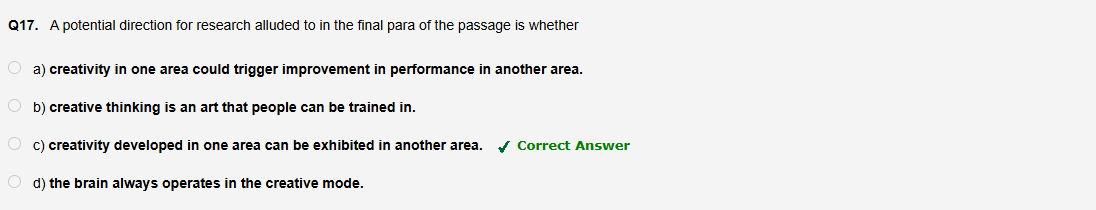 Q17. A potential direction for research alluded to in the final para of the passage is whether
a) creativity in one area could trigger improvement in performance in another area.
b) creative thinking is an art that people can be trained in.
c) creativity developed in one area can be exhibited in another area. ✓ Correct Answer
d) the brain always operates in the creative mode.